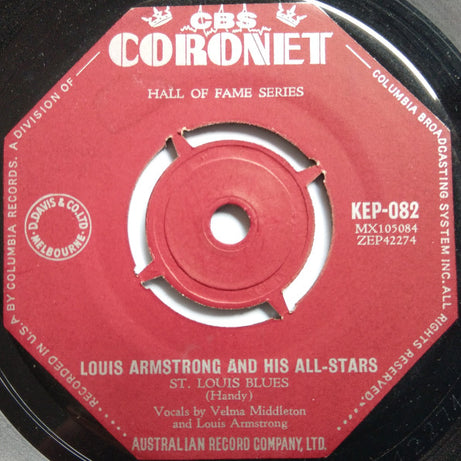 CBS
CORONET
HALL OF FAME SERIES
RECORDED IN U.S.A BY COLUMBIA RECORDS. A DIVISION OF
COLUMBIA BROADCASTING SYSTEM INC. ALL RIGHTS RESERVED.
D. DAVIS & CO. LTD
MELBOURNE
KEP-082
MX105084
ZEP42274
LOUIS ARMSTRONG AND HIS ALL-STARS
ST. LOUIS BLUES
(Handy)
Vocals by Velma Middleton
and Louis Armstrong
AUSTRALIAN RECORD COMPANY, LTD.